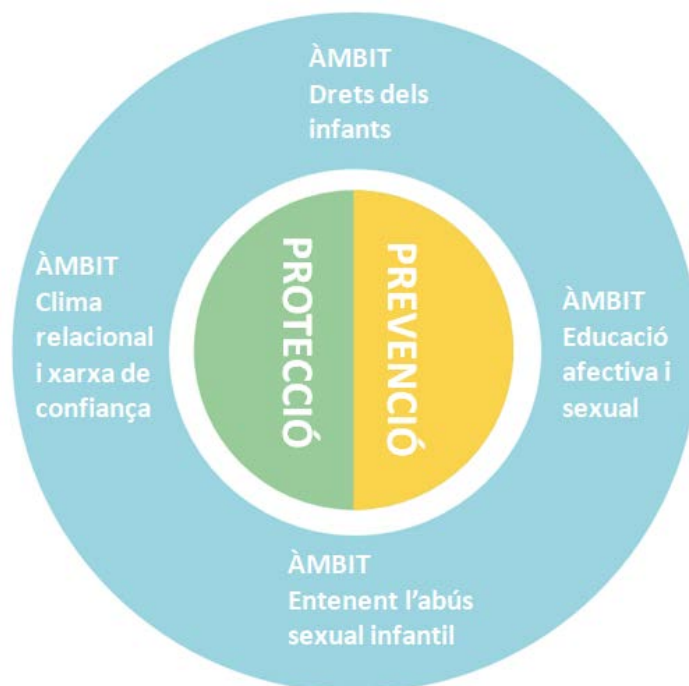 ÀMBIT
Drets dels
infants
ÀMBIT
Clima
relacional
i xarxa de
confiança
PROTECCIÓ
PREVENCIÓ
ÀMBIT
Educació
afectiva i
sexual
ÀMBIT
Entenent l’abús
sexual infantil